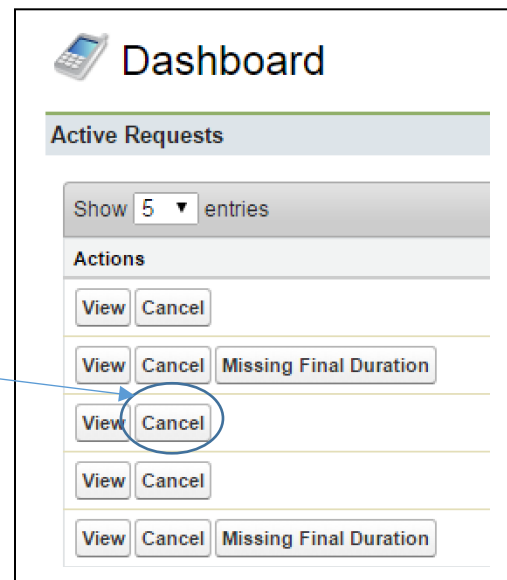 Dashboard
Active Requests
Show 5 entries
Actions
View Cancel
View Cancel Missing Final Duration
View Cancel
View Cancel
View Cancel Missing Final Duration